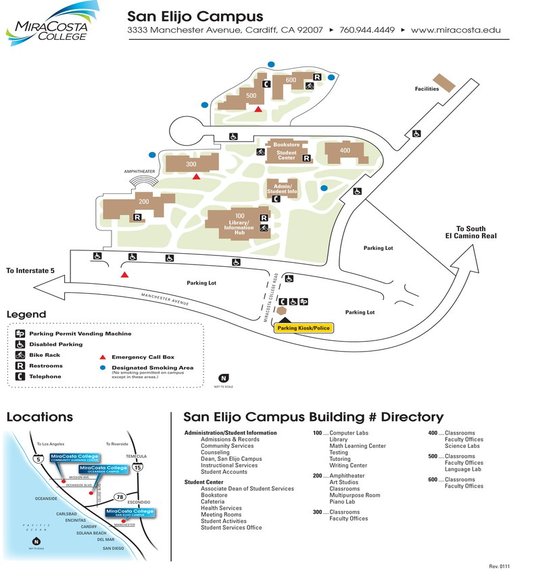 MIRACOSTA
COLLEGE
San Elijo Campus
3333 Manchester Avenue, Cardiff, CA 92007 ▸ 760.944.4449 ▸ www.miracosta.edu
600
500
Facilities
Bookstore
Student
Center
400
300
AMPHITHEATER
Admin/
Student Info
200
100
Library/
Information
Hub
To South
El Camino Real
Parking Lot
To Interstate 5
Parking Lot
MANCHESTER AVENUE
MIRACOSTA COLLEGE ROAD
Parking Lot
Parking Kiosk/Police
Legend
Parking Permit Vending Machine
Disabled Parking
Bike Rack
Restrooms
Telephone
Emergency Call Box
Designated Smoking Area
(No smoking permitted on campus
except in these areas.)
N
NOT TO SCALE
Locations
To Los Angeles
To Riverside
5
15
78
MiraCosta College
COMMUNITY LEARNING CENTER
MiraCosta College
OCEANSIDE CAMPUS
MiraCosta College
SAN ELIJO CAMPUS
TEMECULA
MISSION AVE.
OCEANSIDE BLVD.
OCEANSIDE
ESCONDIDO
CARLSBAD
ENCINITAS
CARDIFF
SOLANA BEACH
DEL MAR
SAN DIEGO
MANCHESTER
PACIFIC
OCEAN
N
NOT TO SCALE
San Elijo Campus Building # Directory
Administration/Student Information
Admissions & Records
Community Services
Counseling
Dean, San Elijo Campus
Instructional Services
Student Accounts
Student Center
Associate Dean of Student Services
Bookstore
Cafeteria
Health Services
Meeting Rooms
Student Activities
Student Services Office
100 .... Computer Labs
Library
Math Learning Center
Testing
Tutoring
Writing Center
200 .... Amphitheater
Art Studios
Classrooms
Multipurpose Room
Piano Lab
300 .... Classrooms
Faculty Offices
400 .... Classrooms
Faculty Offices
Science Labs
500 .... Classrooms
Faculty Offices
Language Lab
600 .... Classrooms
Faculty Offices
Rev. 0111